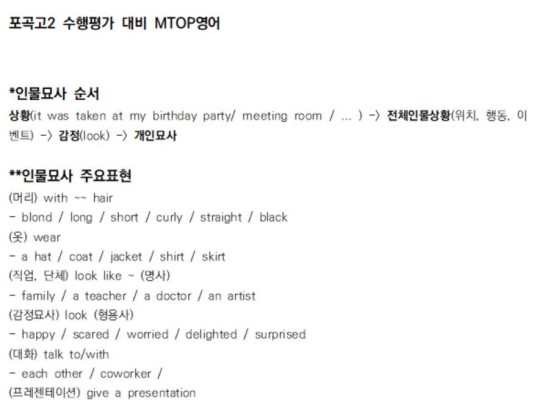 포곡고2 수행평가 대비 MTOP영어
*인물묘사 순서
상황(it was taken at my birthday party/ meeting room / ... ) -> 전체인물상황(위치, 행동, 이
벤트) -> 감정(look) -> 개인묘사
**인물묘사 주요표현
(머리) with ~~ hair
- blond / long / short / curly / straight / black
(옷) wear
- a hat / coat / jacket / shirt / skirt
(직업, 단체) look like ~ (명사)
- family / a teacher / a doctor / an artist
(감정묘사) look (형용사)
- happy / scared / worried / delighted / surprised
(대화) talk to/with
- each other / coworker /
(프레젠테이션) give a presentation